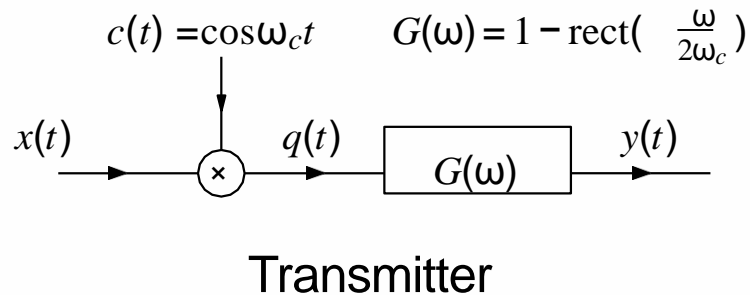 c(t) = cosω_c t G(ω) = 1 − rect( ω/2ω_c )
x(t) q(t) y(t)
× G(ω)
Transmitter